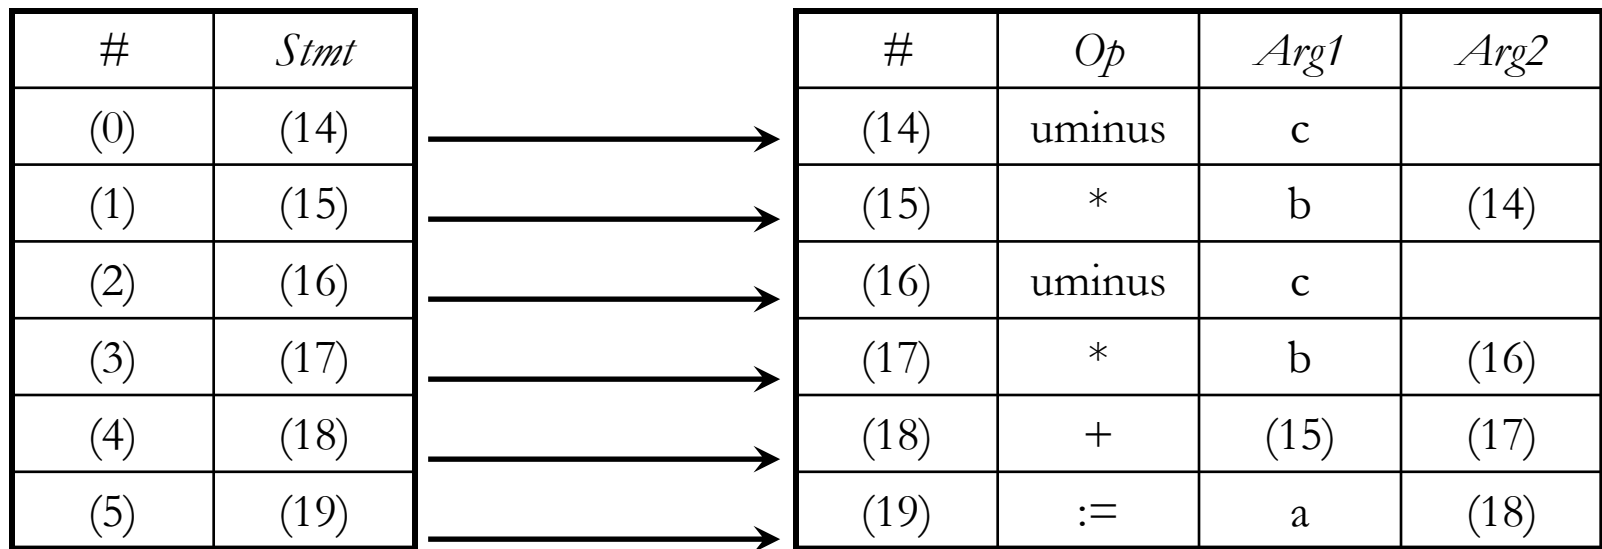 # Stmt # Op Arg1 Arg2
(0) (14) (14) uminus c
(1) (15) (15) * b (14)
(2) (16) (16) uminus c
(3) (17) (17) * b (16)
(4) (18) (18) + (15) (17)
(5) (19) (19) := a (18)